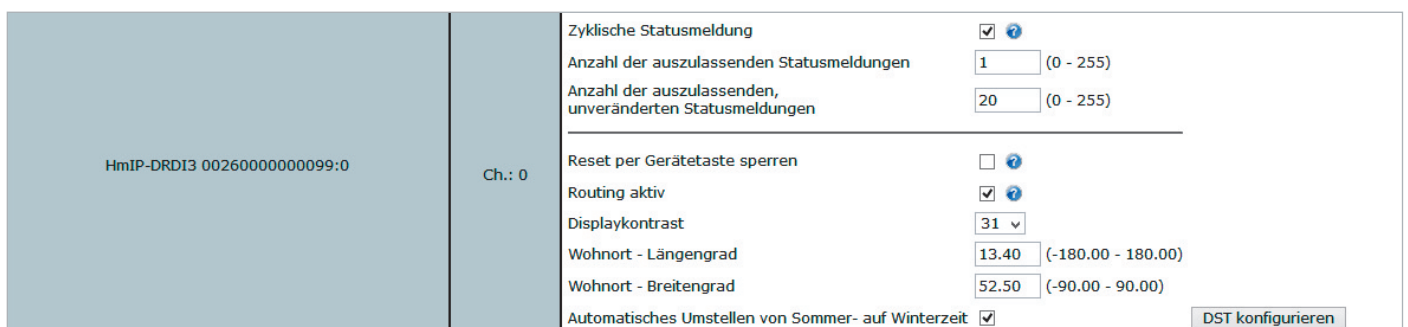 Zyklische Statusmeldung
Anzahl der auszulassenden Statusmeldungen 1 (0 - 255)
Anzahl der auszulassenden,
unveränderten Statusmeldungen 20 (0 - 255)
HmIP-DRDI3 00260000000099:0
Ch.: 0
Reset per Gerätetaste sperren
Routing aktiv
Displaykontrast 31
Wohnort - Längengrad 13.40 (-180.00 - 180.00)
Wohnort - Breitengrad 52.50 (-90.00 - 90.00)
Automatisches Umstellen von Sommer- auf Winterzeit DST konfigurieren